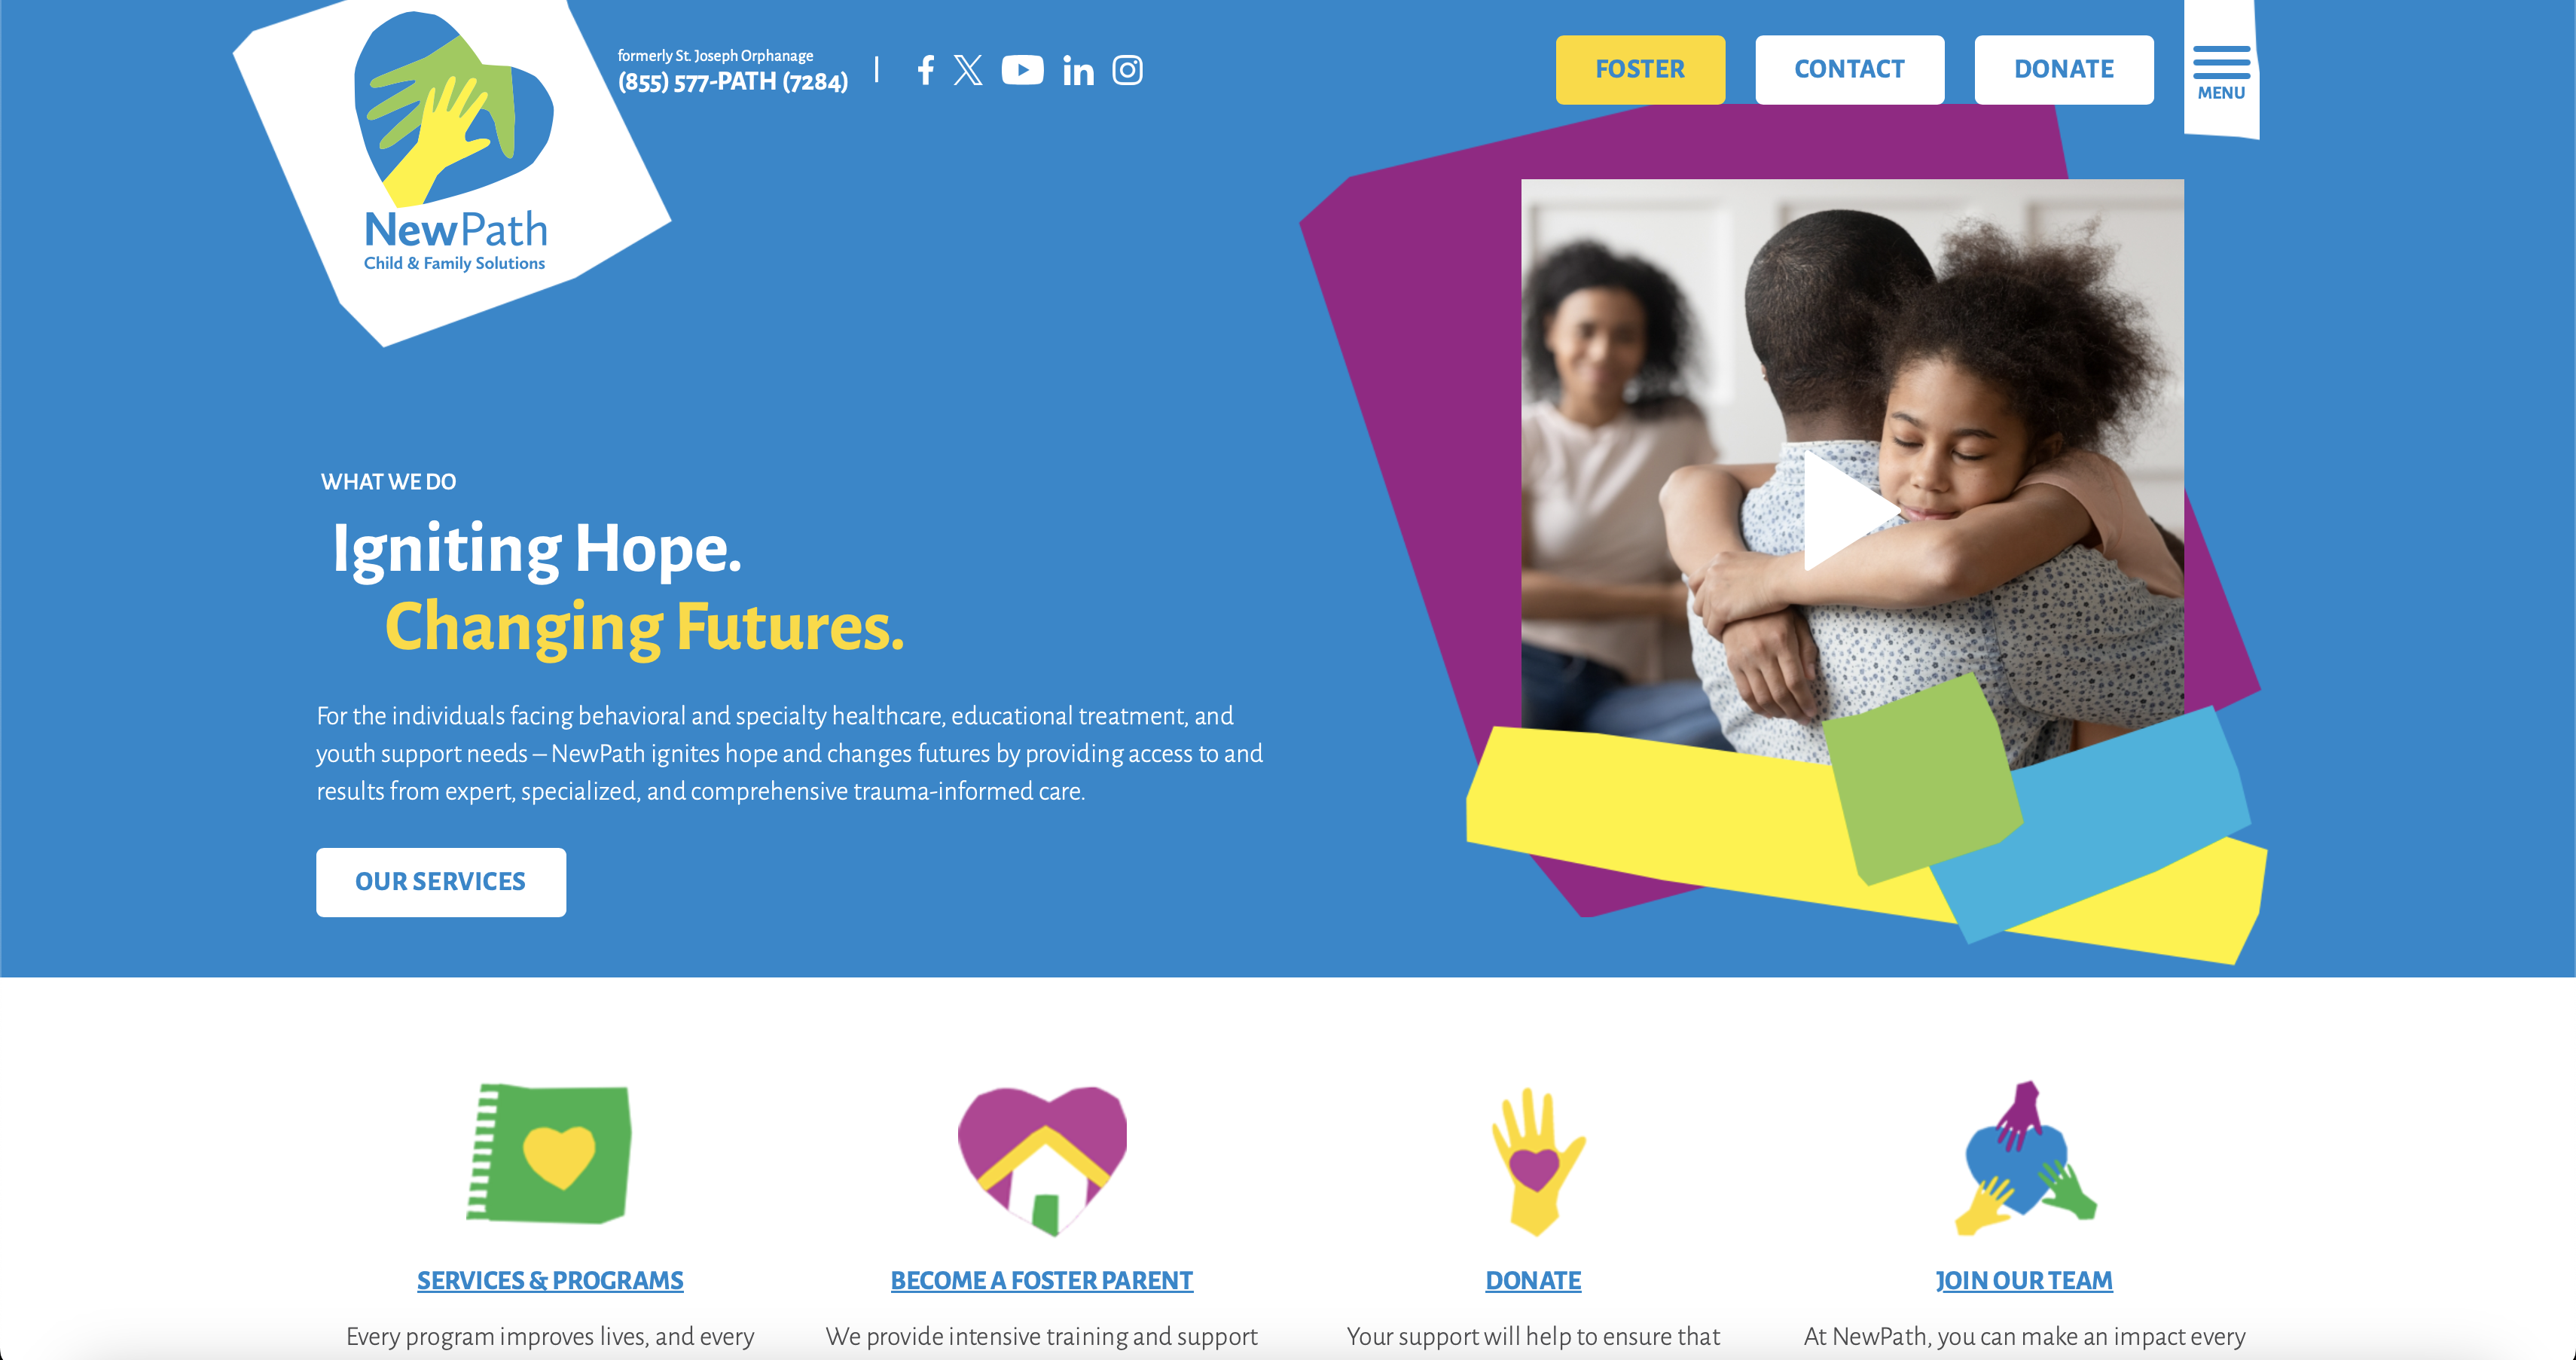 NewPath
Child & Family Solutions
formerly St. Joseph Orphanage
(855) 577-PATH (7284)
FOSTER
CONTACT
DONATE
MENU
WHAT WE DO
Igniting Hope.
Changing Futures.
For the individuals facing behavioral and specialty healthcare, educational treatment, and
youth support needs – NewPath ignites hope and changes futures by providing access to and
results from expert, specialized, and comprehensive trauma-informed care.
OUR SERVICES
SERVICES & PROGRAMS
Every program improves lives, and every
BECOME A FOSTER PARENT
We provide intensive training and support
DONATE
Your support will help to ensure that
JOIN OUR TEAM
At NewPath, you can make an impact every